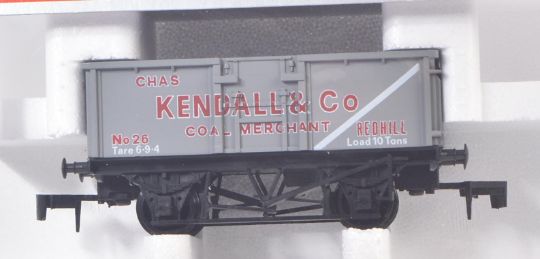 CHAS
KENDALL & Co
COAL MERCHANT
REDHILL
No 26
Tare 6-9-4
Load 10 Tons